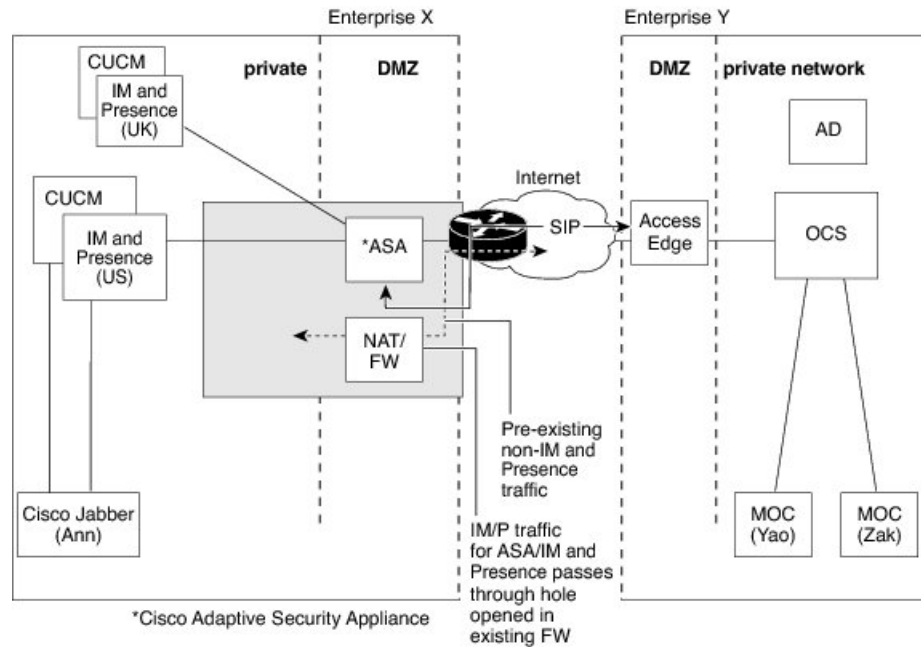 Enterprise X
Enterprise Y
private
DMZ
DMZ
private network
CUCM
IM and
Presence
(UK)
CUCM
IM and
Presence
(US)
*ASA
NAT/
FW
Internet
SIP
Access
Edge
AD
OCS
Pre-existing
non-IM and
Presence
traffic
Cisco Jabber
(Ann)
IM/P traffic
for ASA/IM and
Presence passes
through hole
opened in
existing FW
MOC
(Yao)
MOC
(Zak)
*Cisco Adaptive Security Appliance